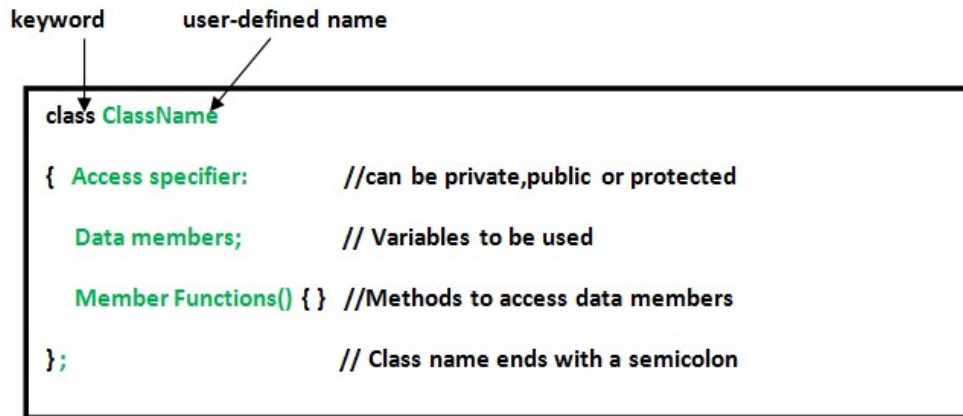 keyword user-defined name
class ClassName
{ Access specifier: //can be private,public or protected
Data members; // Variables to be used
Member Functions() { } //Methods to access data members
} ; // Class name ends with a semicolon